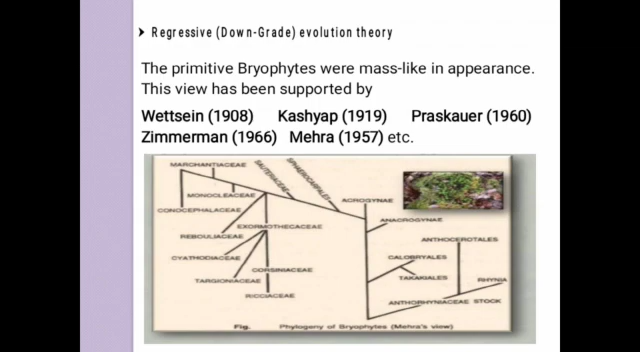 Regressive (Down-Grade) evolution theory
The primitive Bryophytes were mass-like in appearance.
This view has been supported by
Wettsein (1908) Kashyap (1919) Praskauer (1960)
Zimmerman (1966) Mehra (1957) etc.
MARCHANTIACEAE
SAUTERIACEAE
SPHAEROCARPALES
MONOCLEACEAE
ACROGYNAE
CONOCEPHALACEAE
ANACROGYNAE
EXORMOTHECACEAE
REBOULIACEAE
ANTHOCEROTALES
CYATHODIACEAE
CALOBRYALES
CORSINIACEAE
TAKAKIALES
TARGIONIACEAE
RHYNIA
RICCIACEAE
ANTHORHYNIACEAE STOCK
Fig. Phylogeny of Bryophytes (Mehra's view)